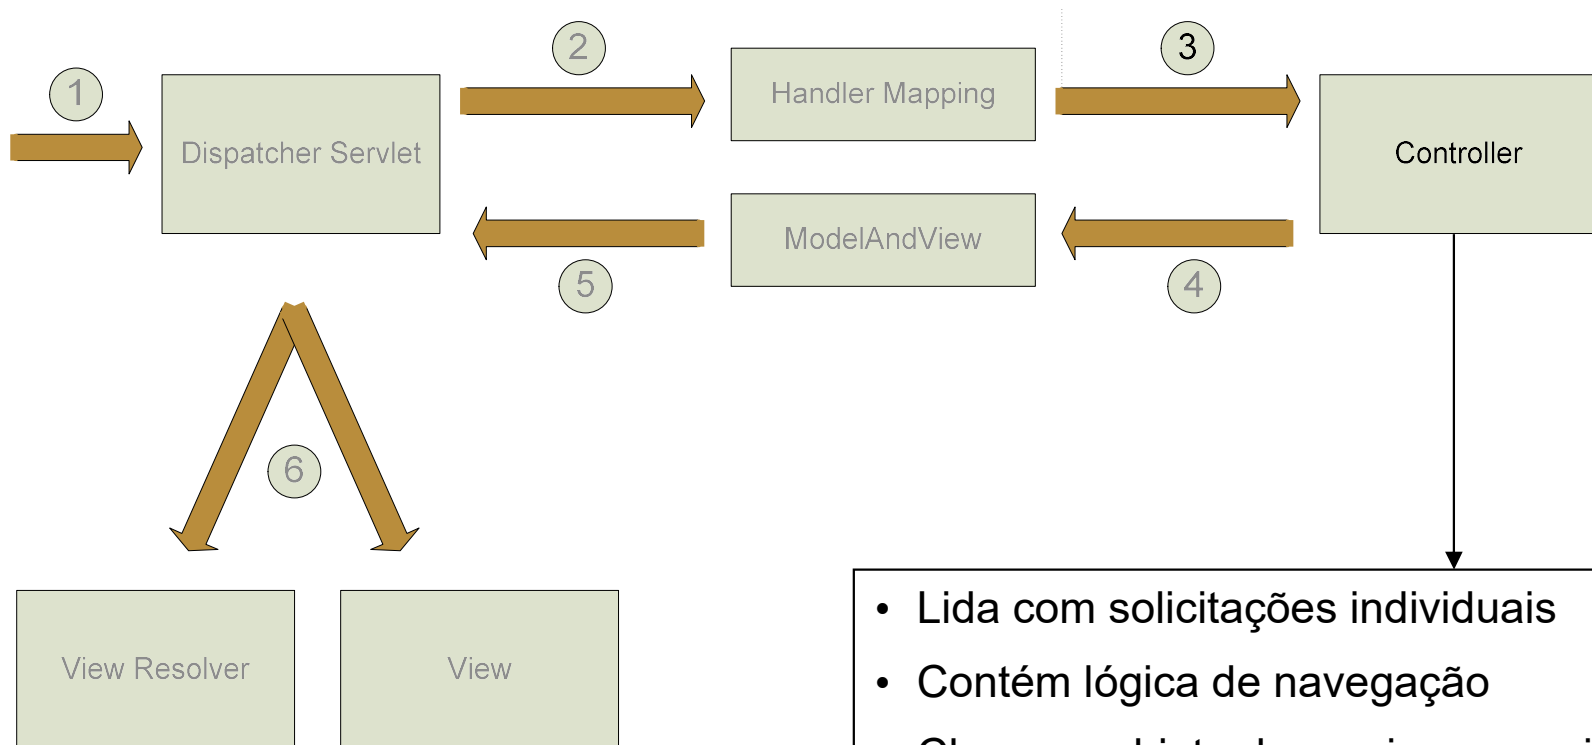 1
2
3
Dispatcher Servlet
Handler Mapping
Controller
ModelAndView
5
4
6
View Resolver
View
• Lida com solicitações individuais
• Contém lógica de navegação